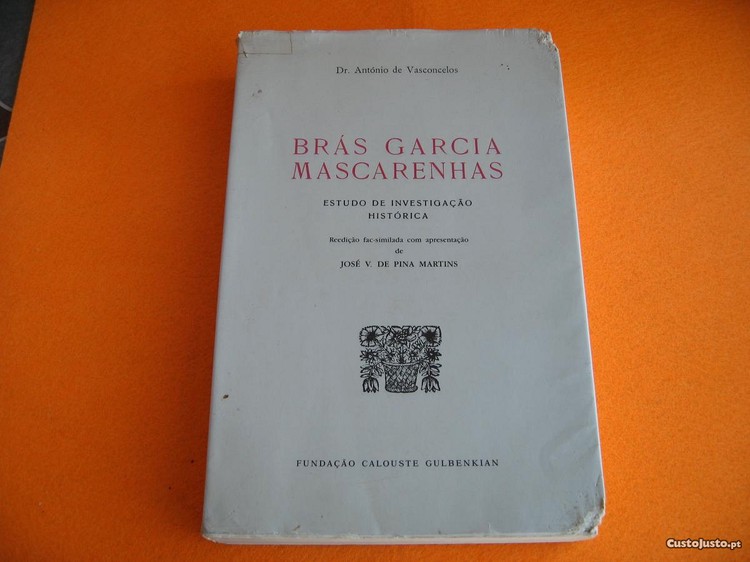 Dr. António de Vasconcelos
BRÁS GARCIA
MASCARENHAS
ESTUDO DE INVESTIGAÇÃO
HISTÓRICA
Reedição fac-similada com apresentação
de
JOSÉ V. DE PINA MARTINS
FUNDAÇÃO CALOUSTE GULBENKIAN
CustoJusto.pt